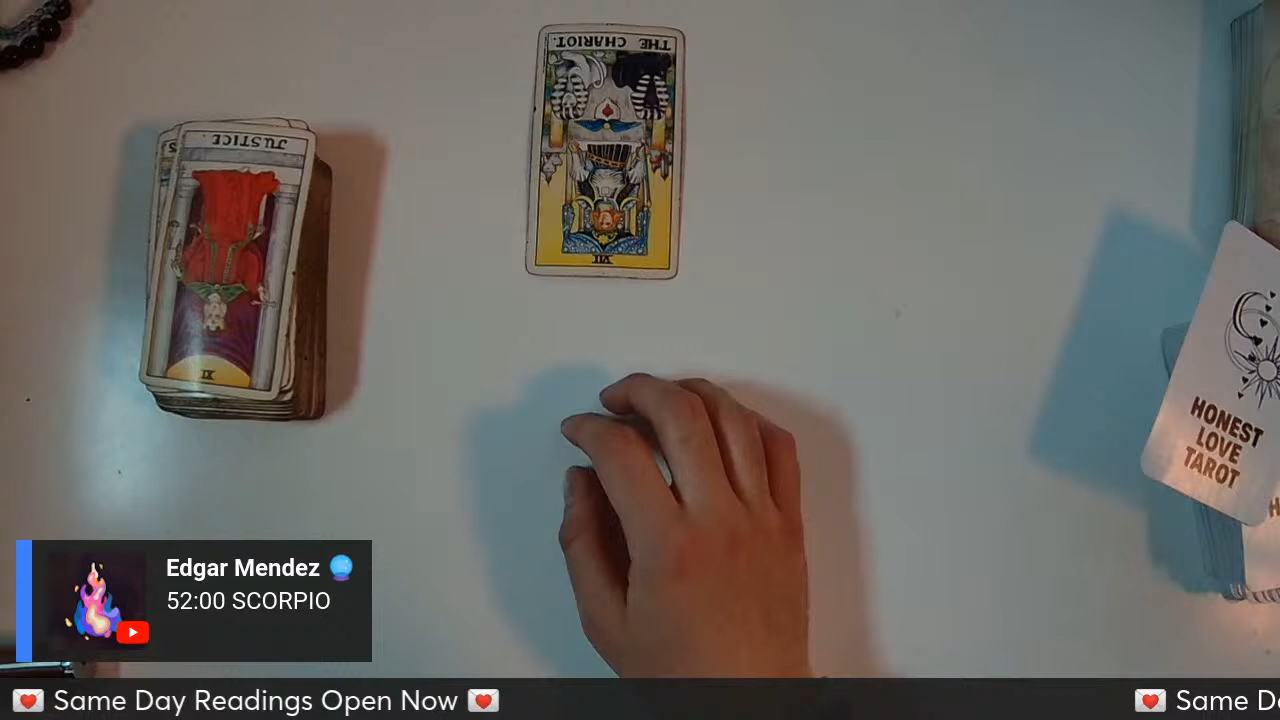 THE CHARIOT.
VII
JUSTICE.
XI
HONEST
LOVE
TAROT
Edgar Mendez
52:00 SCORPIO
Same Day Readings Open Now
Same D